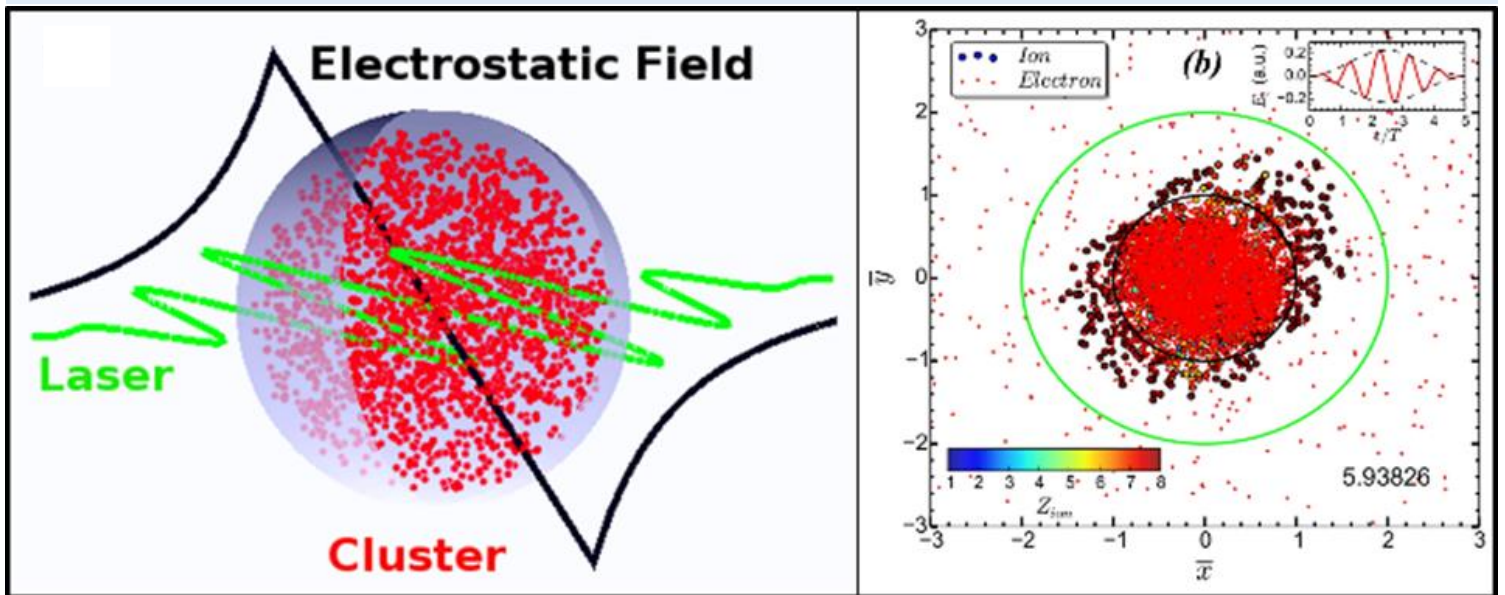 Electrostatic Field
Laser
Cluster
(b)
Ion
Electron
E_l (a.u.)
0.2
0.0
−0.2
0 1 2 3 4 5
t/T
3
2
1
0
−1
−2
−3
y̅
1 2 3 4 5 6 7 8
Z_ion
5.93826
−3 −2 −1 0 1 2 3
x̅